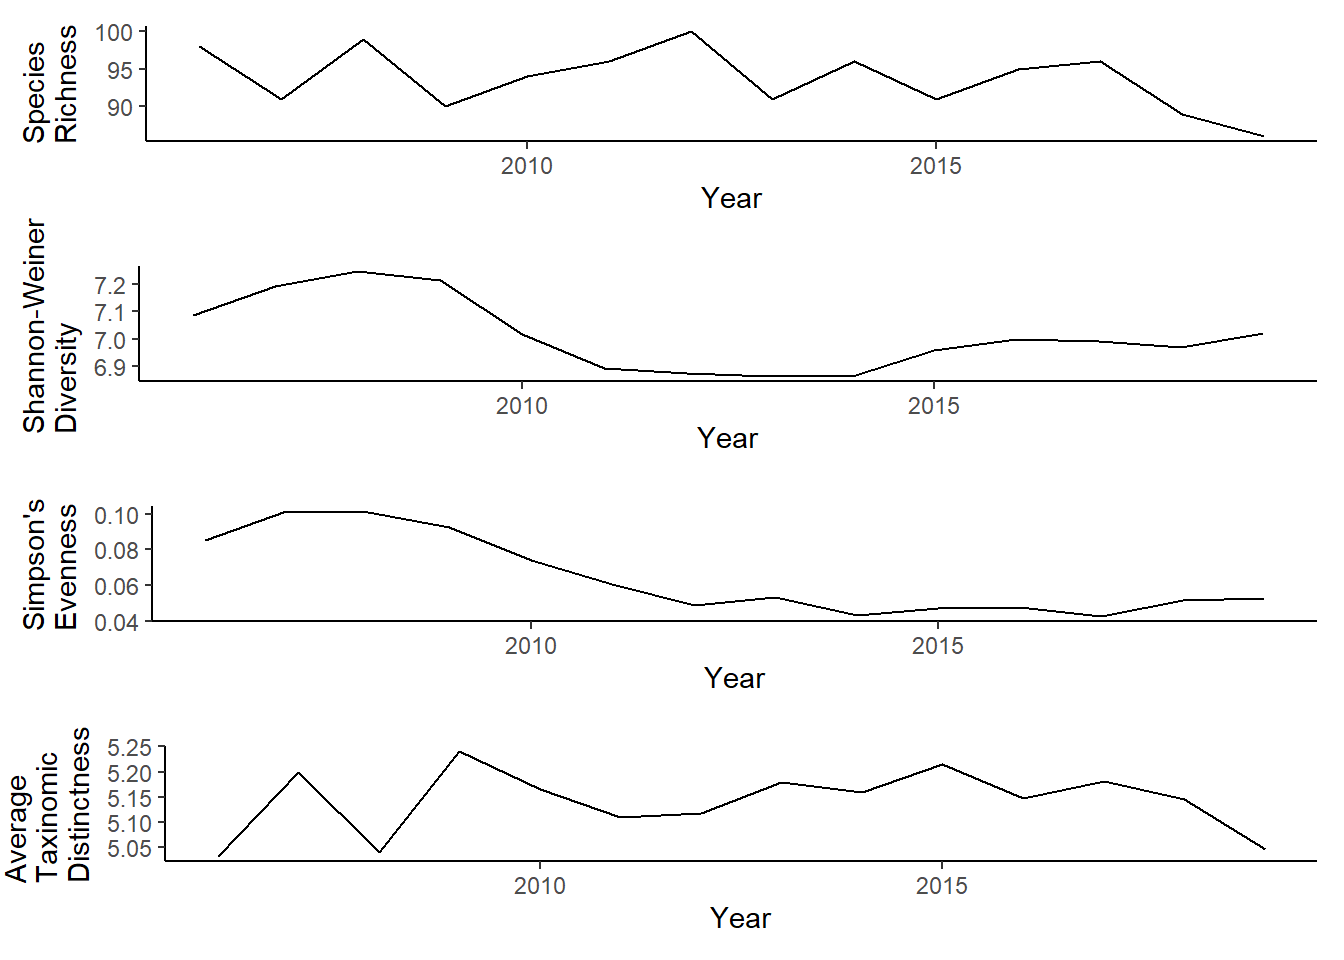 Species
Richness
100
95
90
2010
2015
Year
Shannon-Weiner
Diversity
7.2
7.1
7.0
6.9
2010
2015
Year
Simpson's
Evenness
0.10
0.08
0.06
0.04
2010
2015
Year
Average
Taxinomic
Distinctness
5.25
5.20
5.15
5.10
5.05
2010
2015
Year